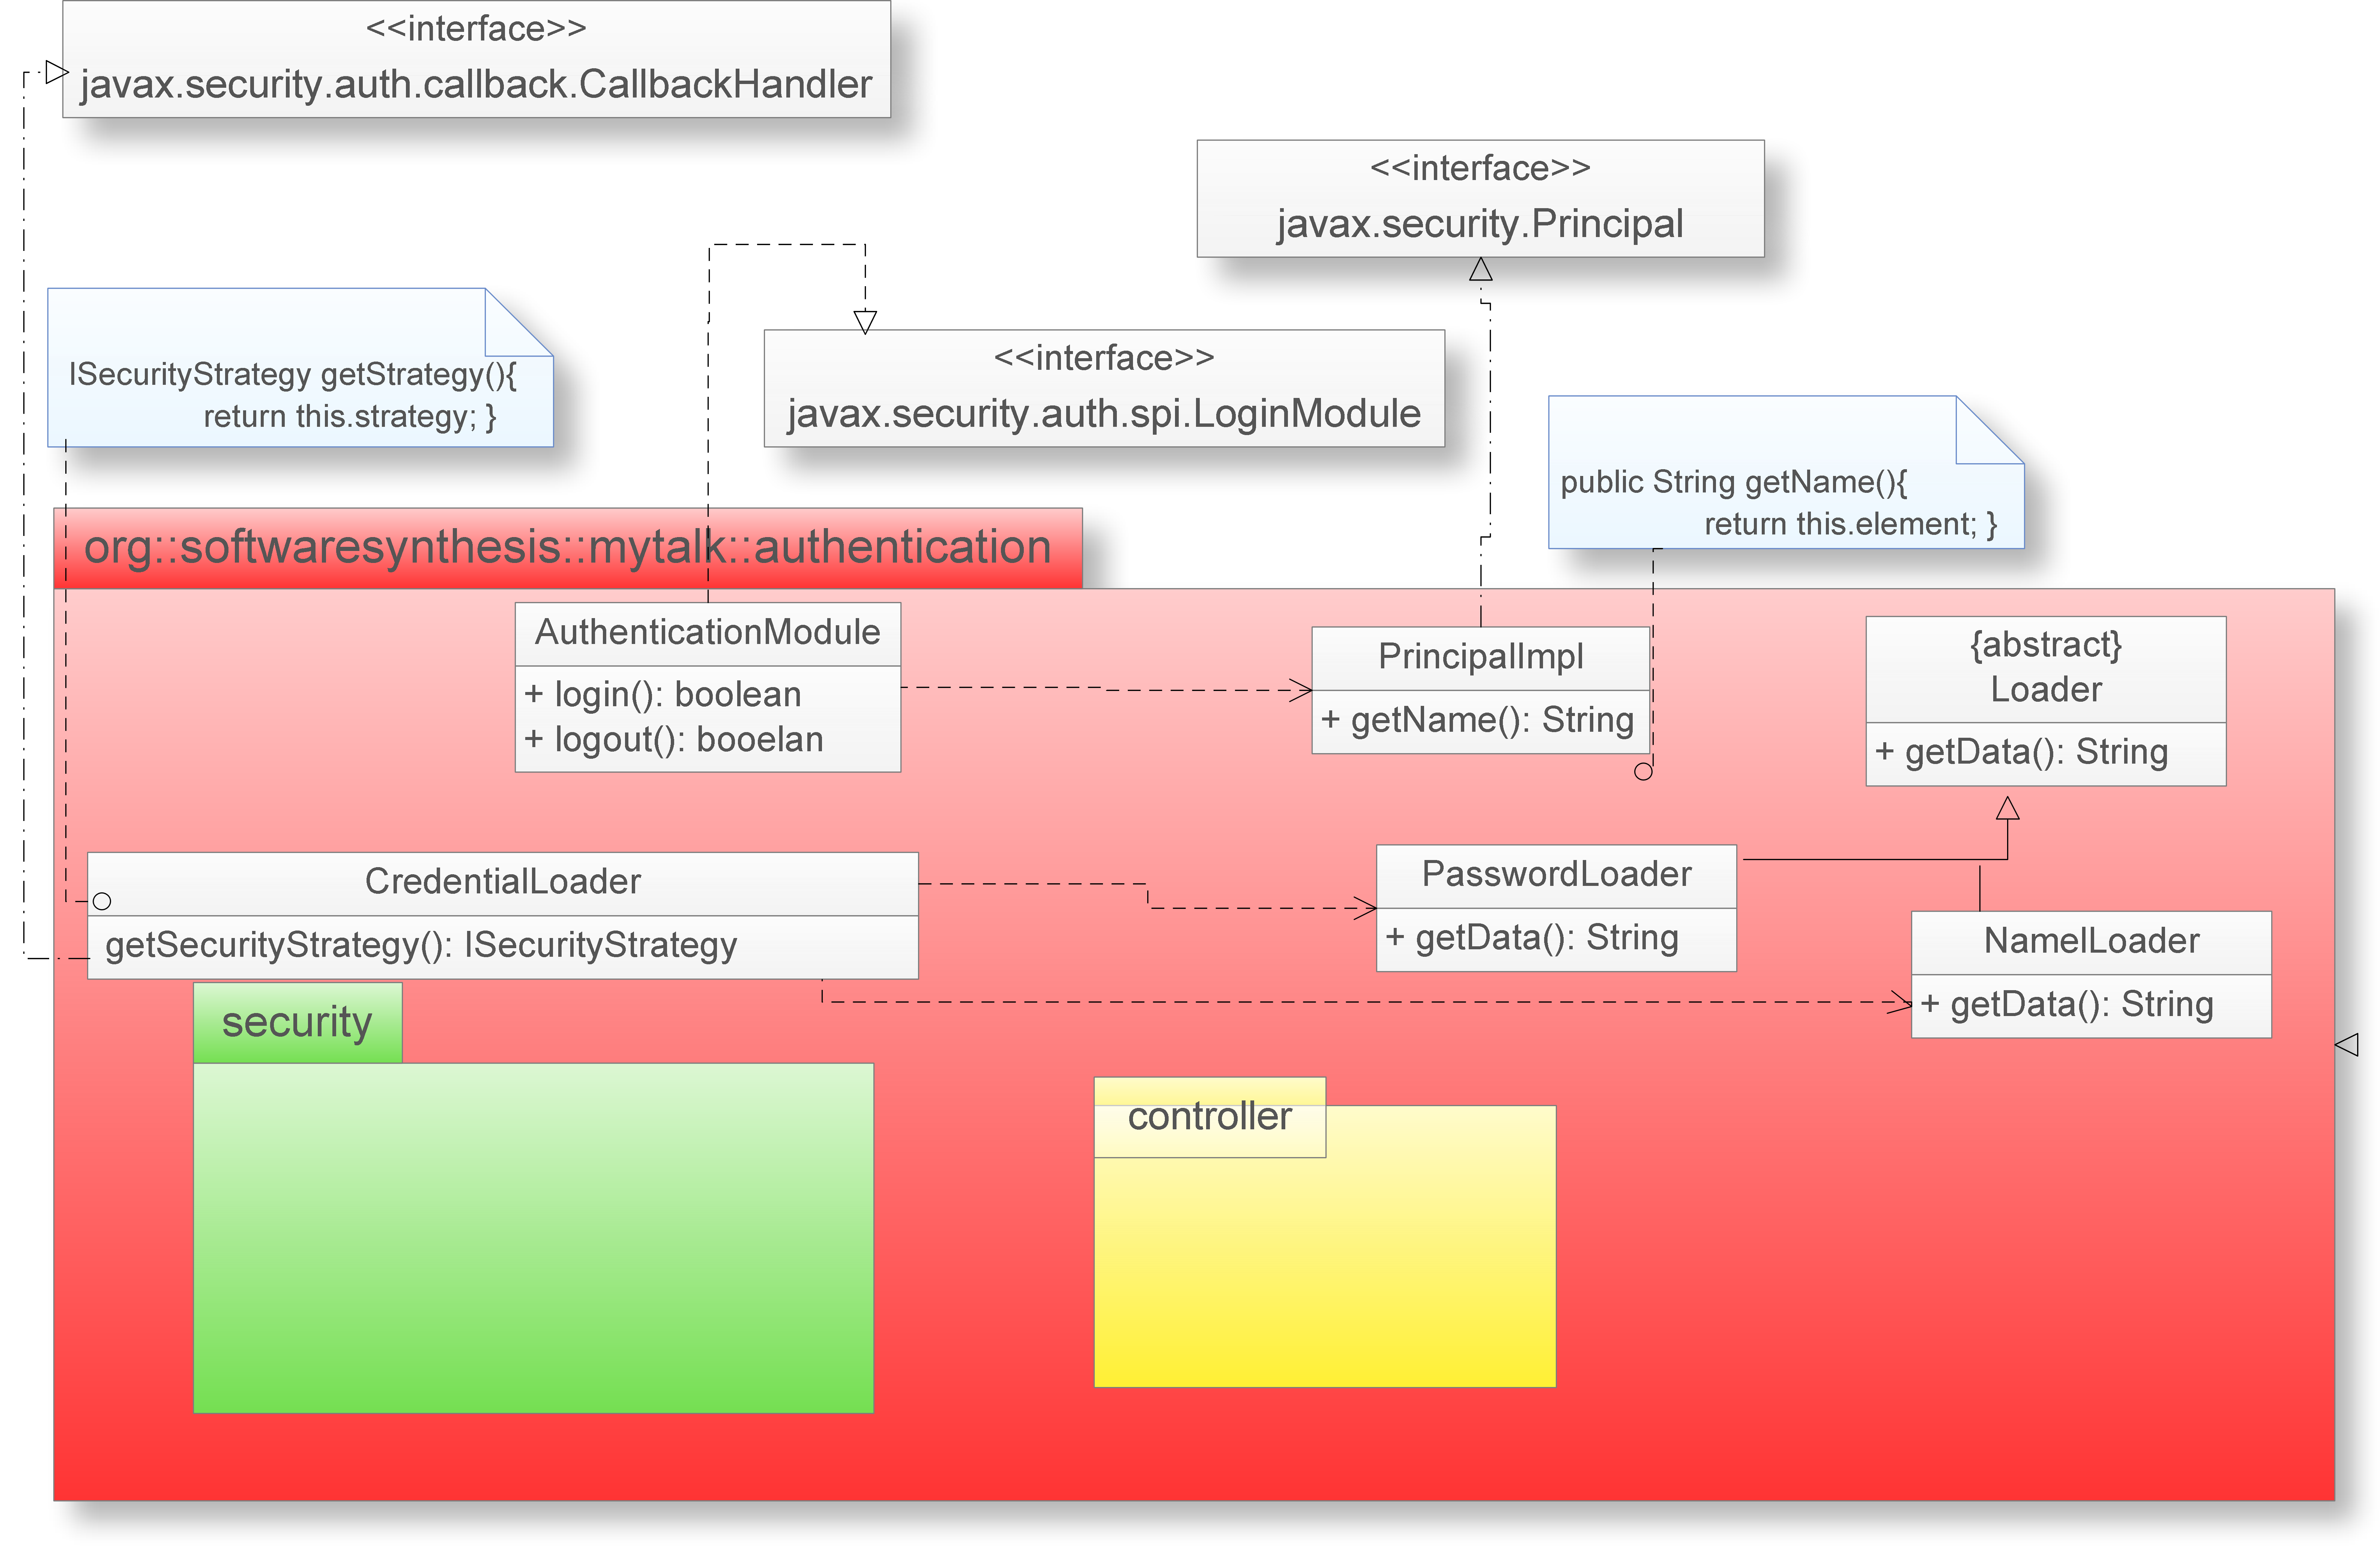 <<interface>>
javax.security.auth.callback.CallbackHandler
<<interface>>
javax.security.Principal
<<interface>>
javax.security.auth.spi.LoginModule
ISecurityStrategy getStrategy(){
return this.strategy; }
public String getName(){
return this.element; }
org::softwaresynthesis::mytalk::authentication
AuthenticationModule
+ login(): boolean
+ logout(): booelan
PrincipalImpl
+ getName(): String
{abstract}
Loader
+ getData(): String
CredentialLoader
getSecurityStrategy(): ISecurityStrategy
PasswordLoader
+ getData(): String
NamelLoader
+ getData(): String
security
controller